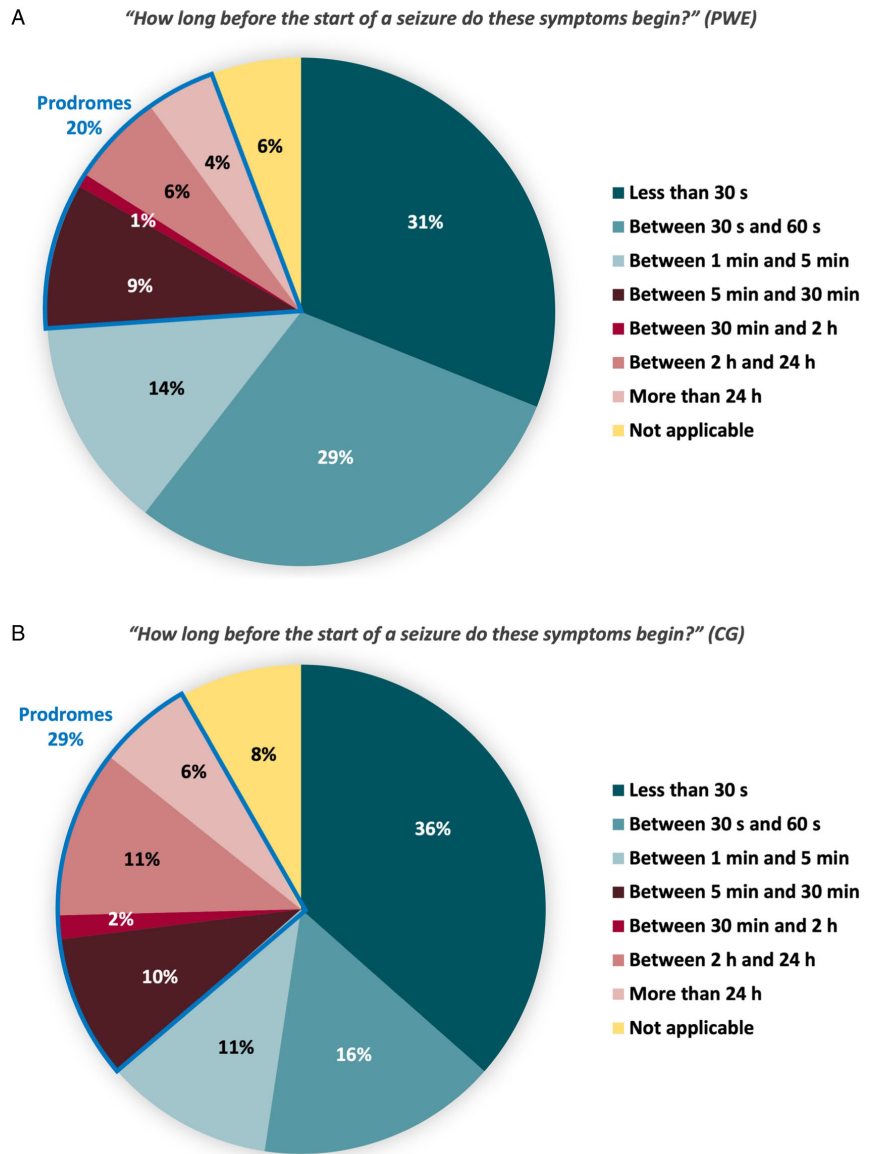 A
“How long before the start of a seizure do these symptoms begin?” (PWE)
Prodromes
20%
6%
4%
6%
1%
9%
14%
29%
31%
Less than 30 s
Between 30 s and 60 s
Between 1 min and 5 min
Between 5 min and 30 min
Between 30 min and 2 h
Between 2 h and 24 h
More than 24 h
Not applicable
B
“How long before the start of a seizure do these symptoms begin?” (CG)
Prodromes
29%
8%
6%
11%
2%
10%
11%
16%
36%
Less than 30 s
Between 30 s and 60 s
Between 1 min and 5 min
Between 5 min and 30 min
Between 30 min and 2 h
Between 2 h and 24 h
More than 24 h
Not applicable